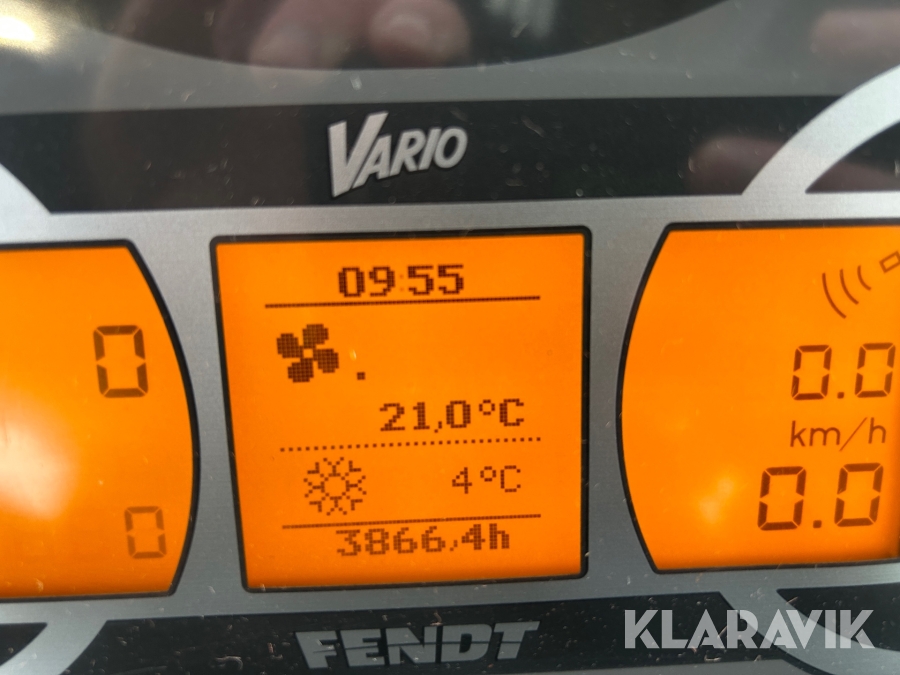 VARIO
09:55
0
21,0°C
0.0
km/h
4°C
0.0
0
3866,4h
FENDT
KLARAVIK